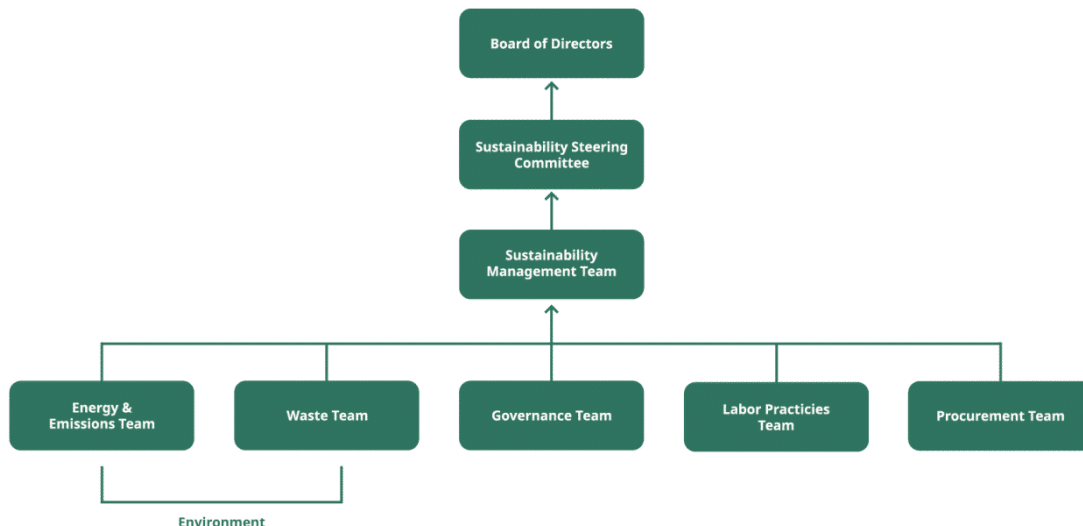 Board of Directors
Sustainability Steering
Committee
Sustainability
Management Team
Energy &
Emissions Team
Waste Team
Governance Team
Labor Practicies
Team
Procurement Team
Environment